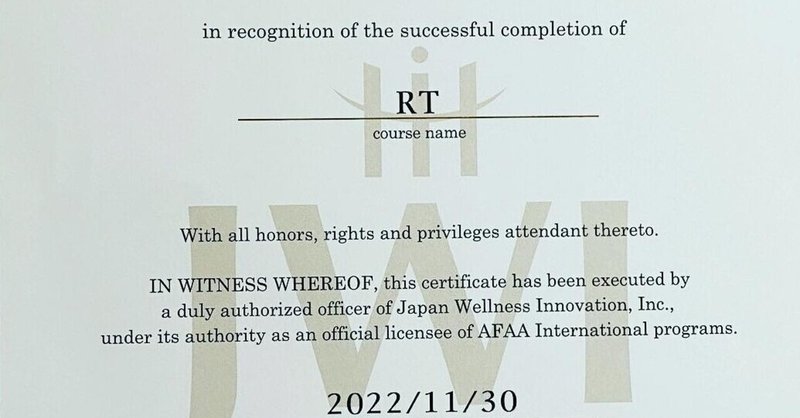 in recognition of the successful completion of
RT
course name
JWI
With all honors, rights and privileges attendant thereto.
IN WITNESS WHEREOF, this certificate has been executed by
a duly authorized officer of Japan Wellness Innovation, Inc.,
under its authority as an official licensee of AFAA International programs.
2022/11/30